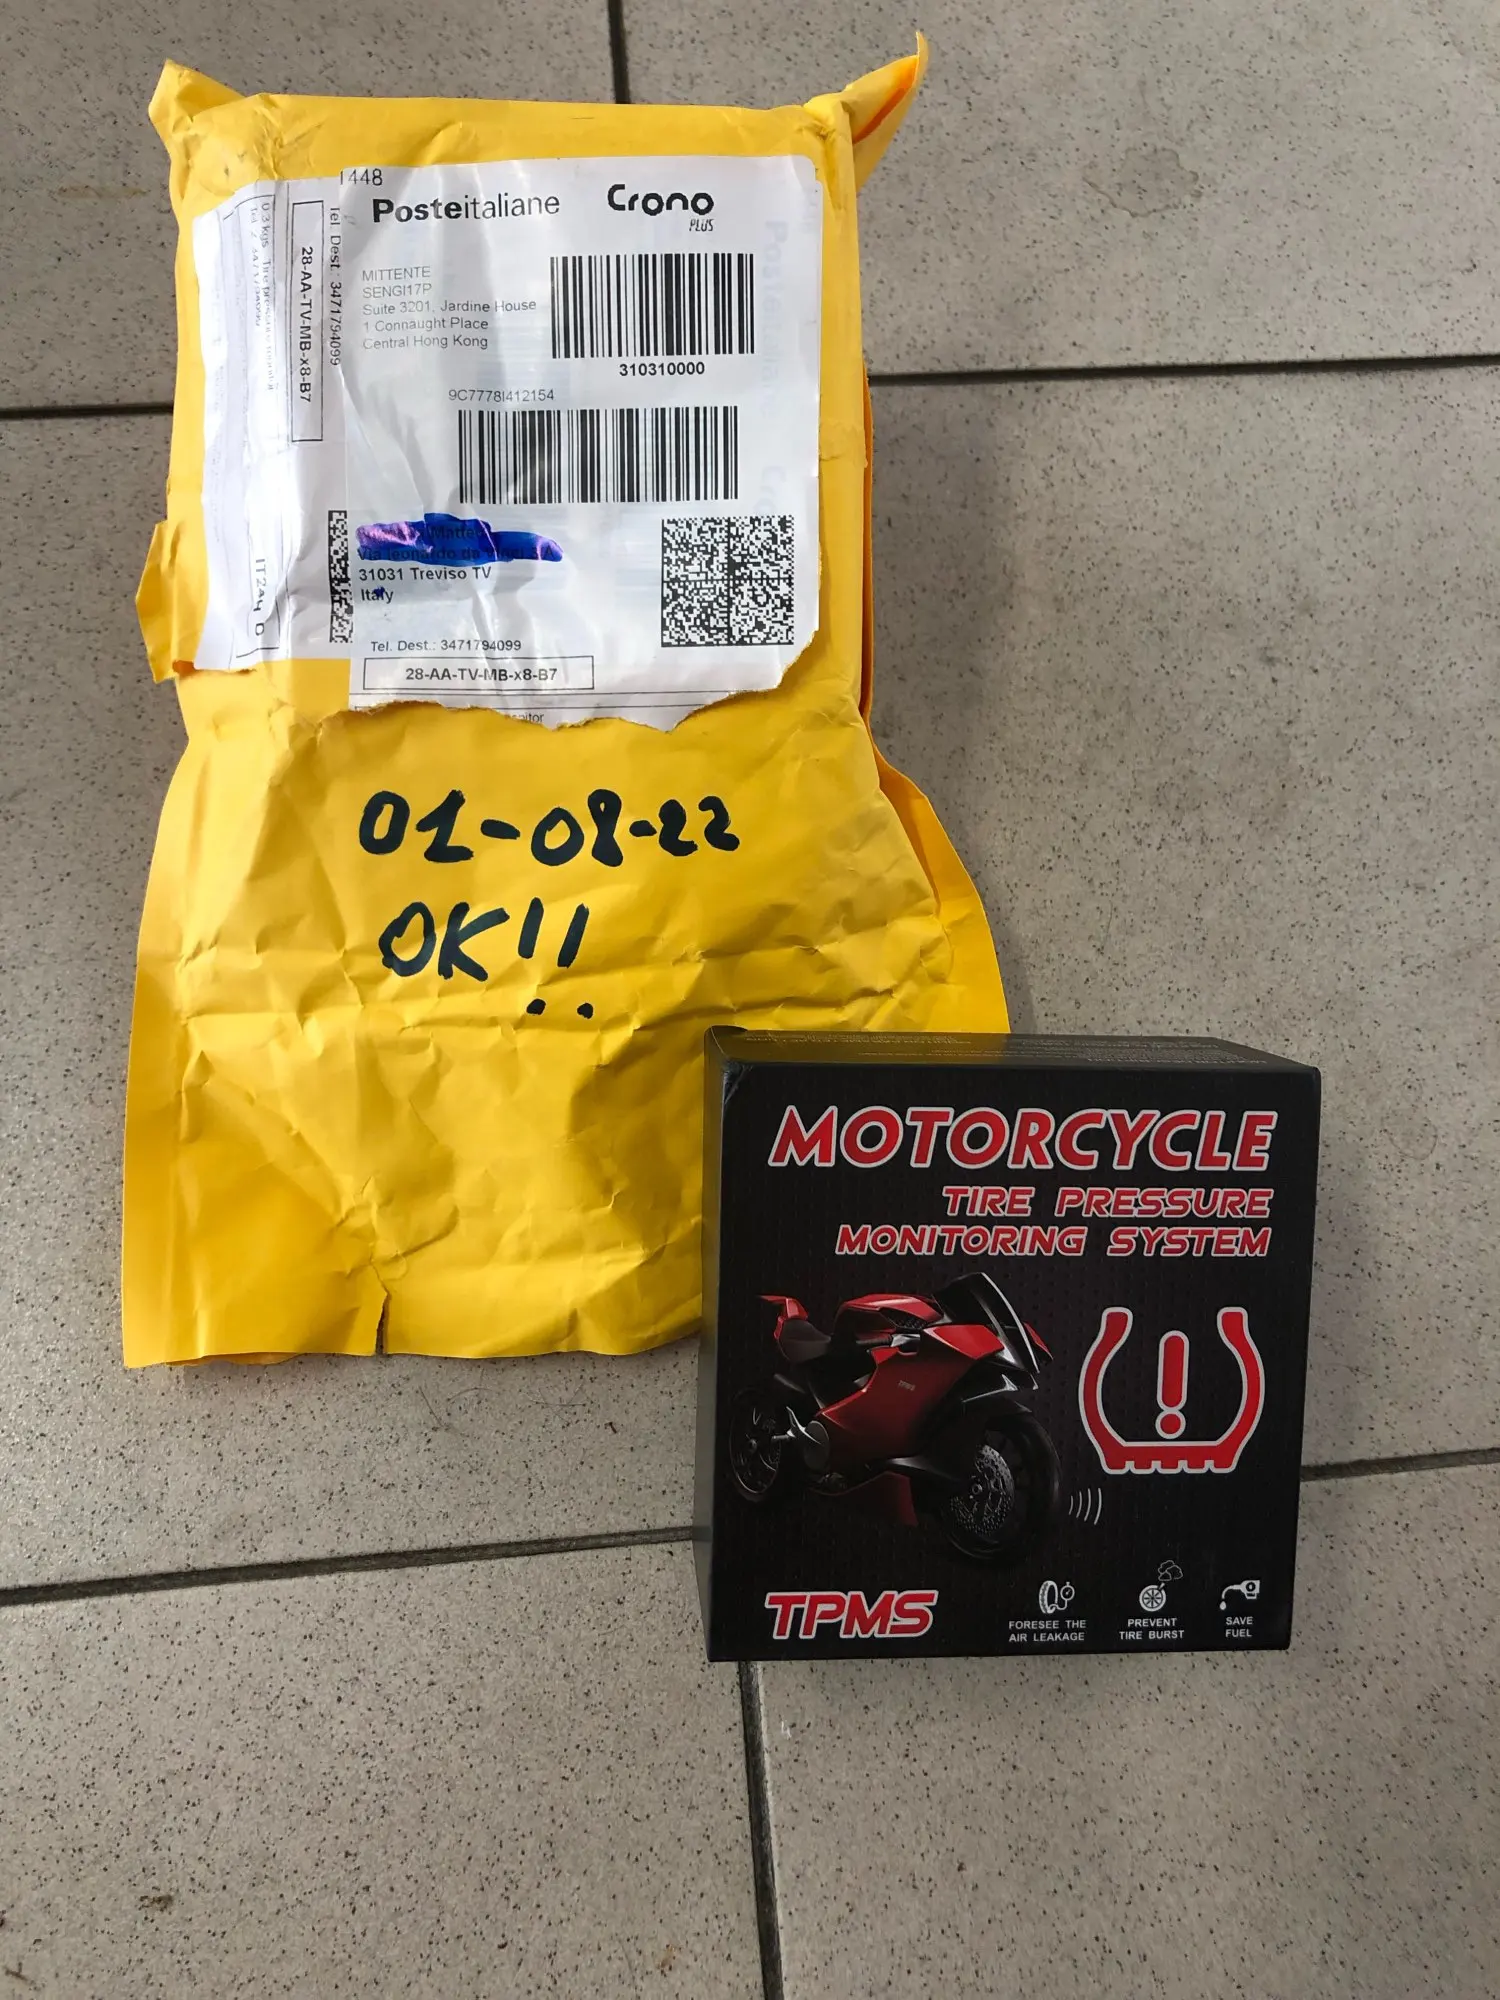 1448
Posteitaliane
Crono
PLUS
MITTENTE
SENGI17P
Suite 3201, Jardine House
1 Connaught Place
Central Hong Kong
310310000
9C7778I412154
31031 Treviso TV
Italy
Tel. Dest.: 3471794099
28-AA-TV-MB-x8-B7
Tel. Dest.: 3471794099
28-AA-TV-MB-x8-B7
01-08-22
OK!!
MOTORCYCLE
TIRE PRESSURE
MONITORING SYSTEM
TPMS
FORESEE THE
AIR LEAKAGE
PREVENT
TIRE BURST
SAVE
FUEL